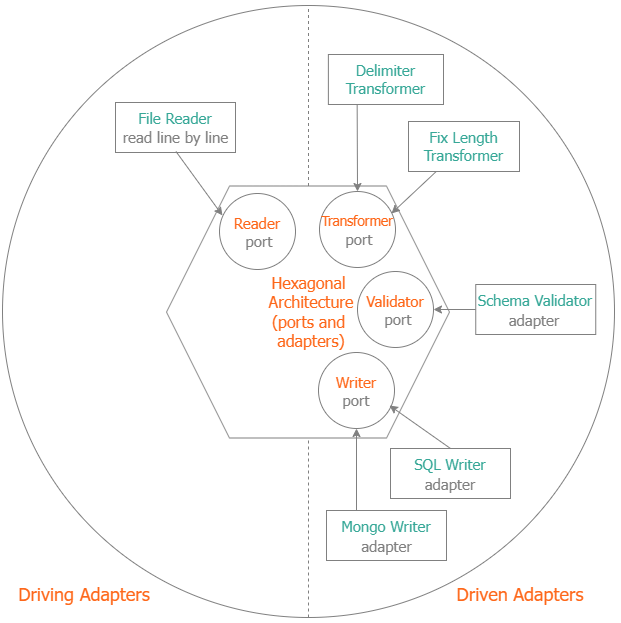 Delimiter
Transformer
File Reader
read line by line
Fix Length
Transformer
Reader
port
Transformer
port
Hexagonal
Architecture
(ports and
adapters)
Validator
port
Schema Validator
adapter
Writer
port
SQL Writer
adapter
Mongo Writer
adapter
Driving Adapters
Driven Adapters